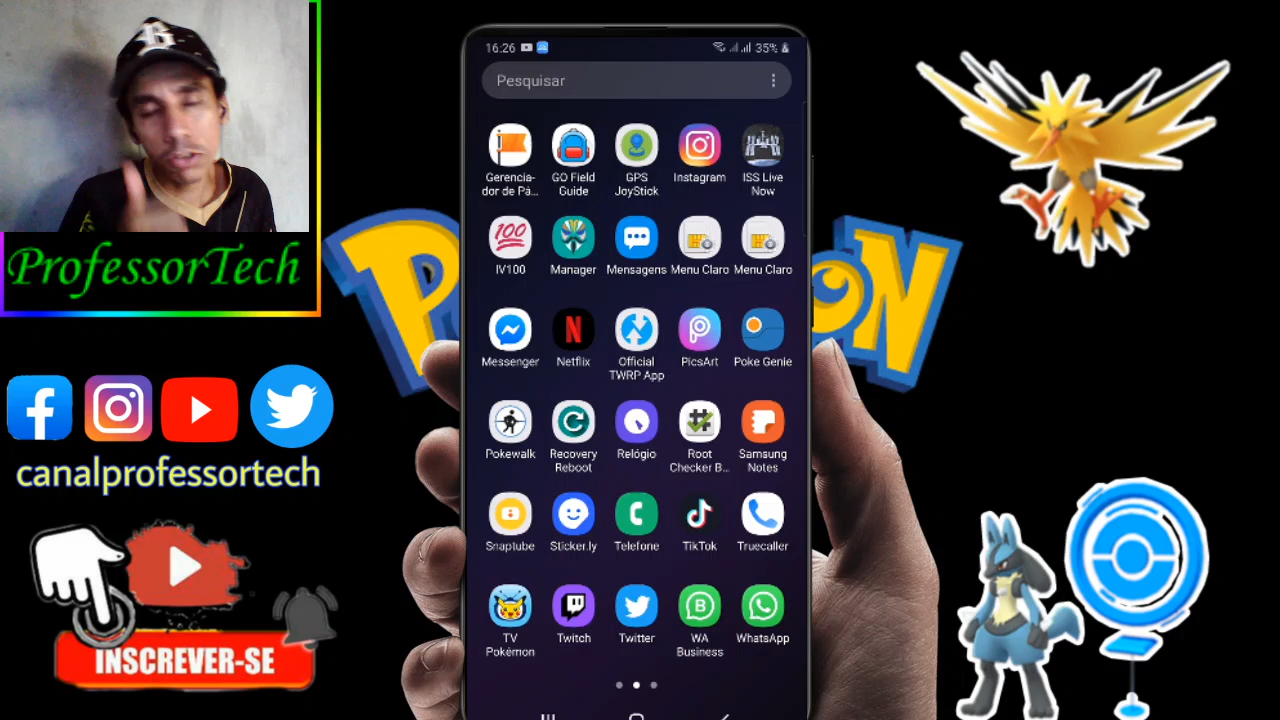 ProfessorTech
canalprofessortech
INSCREVER-SE
16:26
35%
Pesquisar
Gerencia-
dor de Pá...
GO Field
Guide
GPS
JoyStick
Instagram
ISS Live
Now
100
IV100
Manager
Mensagens
Menu Claro
Menu Claro
Messenger
N
Netflix
Official
TWRP App
PicsArt
Poke Genie
Pokewalk
Recovery
Reboot
Relógio
Root
Checker B...
Samsung
Notes
Snaptube
Sticker.ly
Telefone
TikTok
Truecaller
TV
Pokémon
Twitch
Twitter
B
WA
Business
WhatsApp